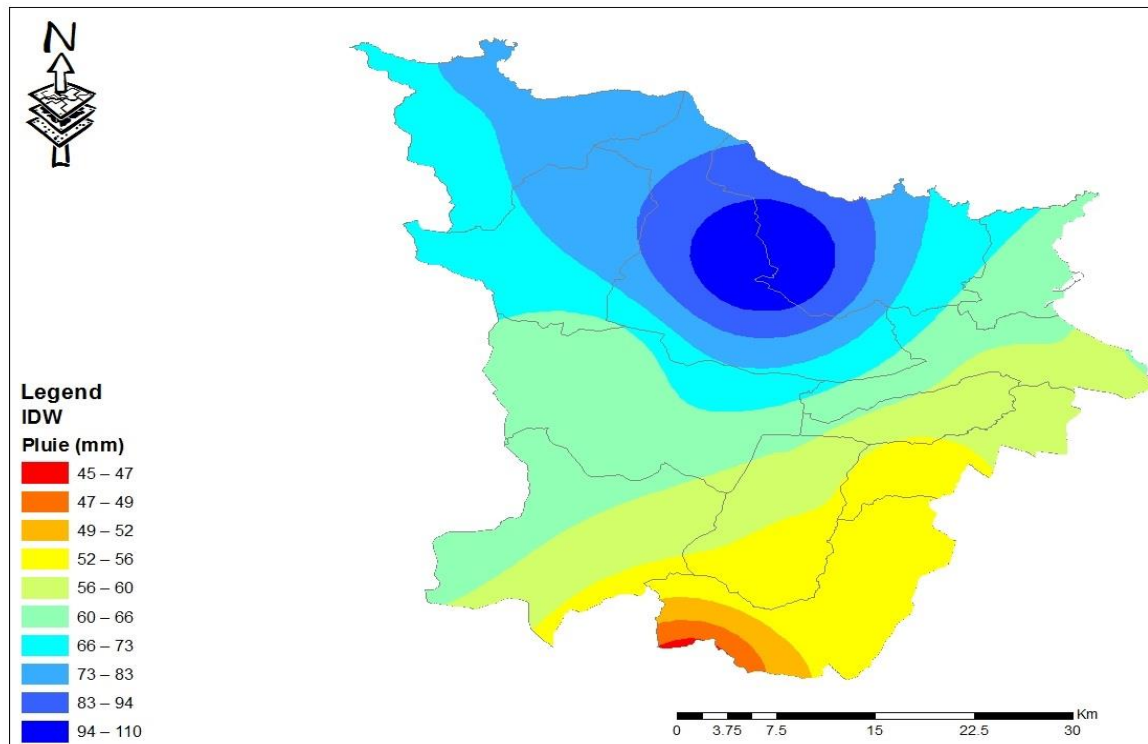 N
Legend
IDW
Pluie (mm)
45 – 47
47 – 49
49 – 52
52 – 56
56 – 60
60 – 66
66 – 73
73 – 83
83 – 94
94 – 110
Km
0 3.75 7.5 15 22.5 30